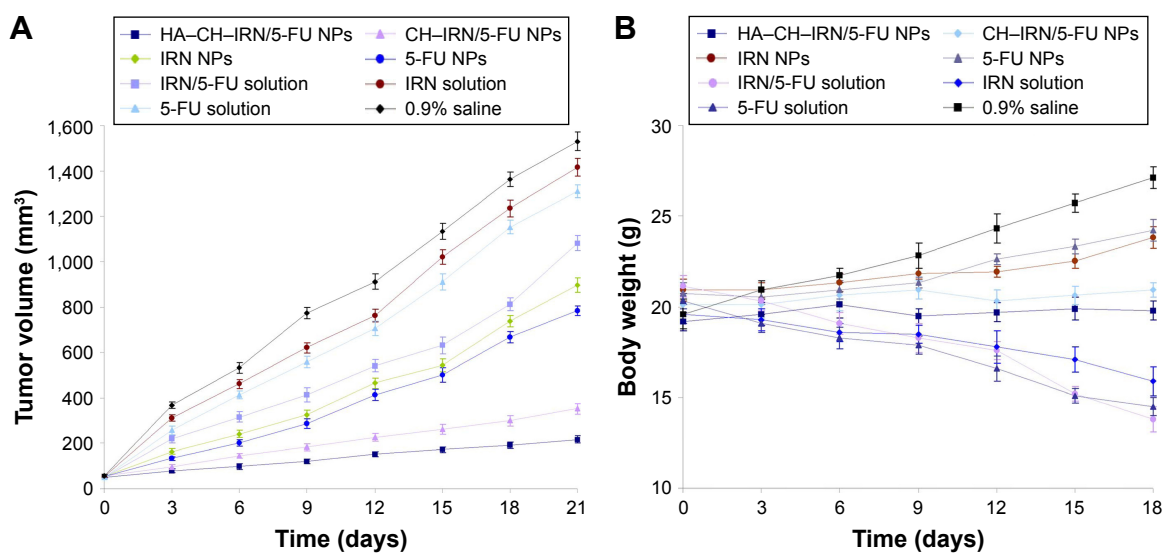 A
HA–CH–IRN/5-FU NPs CH–IRN/5-FU NPs
IRN NPs 5-FU NPs
IRN/5-FU solution IRN solution
5-FU solution 0.9% saline
1,600
1,400
1,200
1,000
800
600
400
200
0
Tumor volume (mm³)
0 3 6 9 12 15 18 21
Time (days)
B
HA–CH–IRN/5-FU NPs CH–IRN/5-FU NPs
IRN NPs 5-FU NPs
IRN/5-FU solution IRN solution
5-FU solution 0.9% saline
30
25
20
15
10
Body weight (g)
0 3 6 9 12 15 18
Time (days)